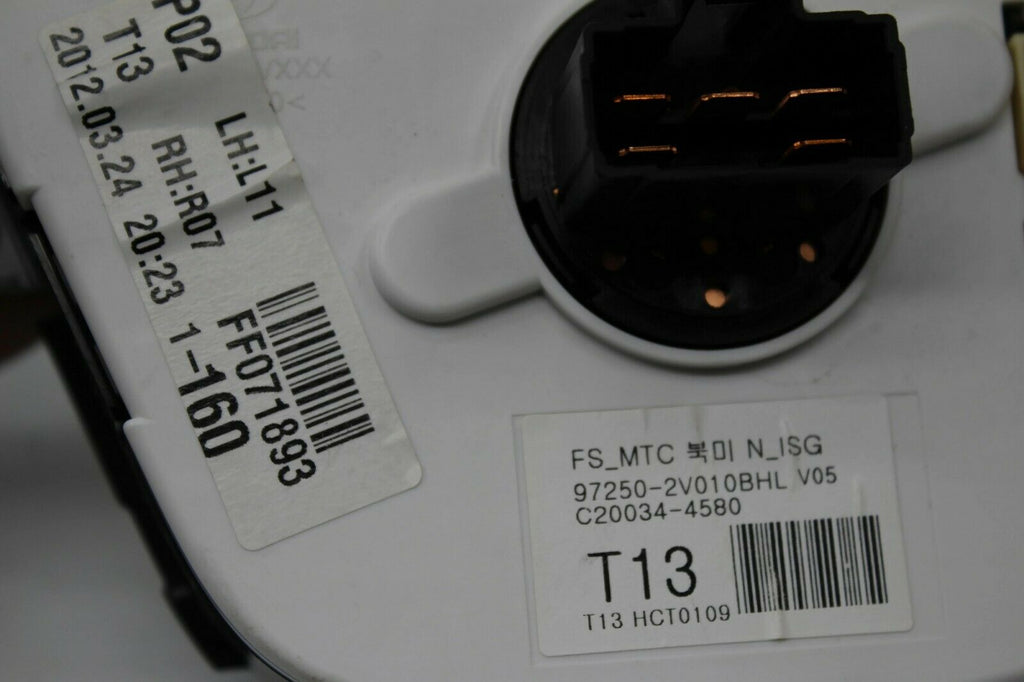 P02 LH:L11
T13 RH:R07 FF071893
2012.03.24 20:23 1-160
FS_MTC 북미 N_ISG
97250-2V010BHL V05
C20034-4580
T13
T13 HCT0109